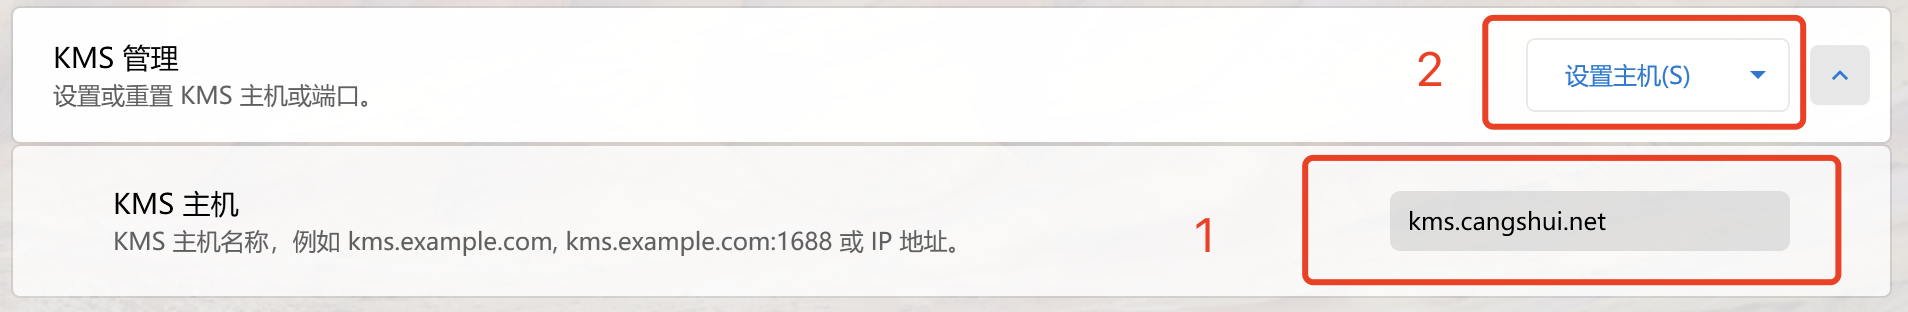 KMS 管理
设置或重置 KMS 主机或端口。
2
设置主机(S)
KMS 主机
KMS 主机名称，例如 kms.example.com, kms.example.com:1688 或 IP 地址。
1
kms.cangshui.net